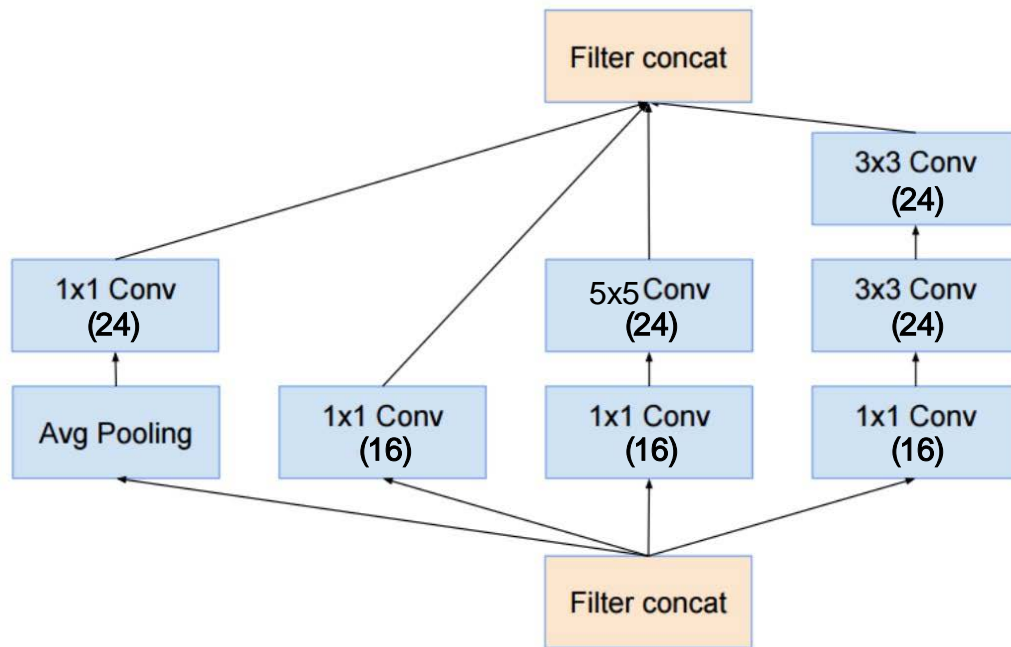 Filter concat
3x3 Conv
(24)
1x1 Conv
(24)
5x5 Conv
(24)
3x3 Conv
(24)
Avg Pooling
1x1 Conv
(16)
1x1 Conv
(16)
1x1 Conv
(16)
Filter concat